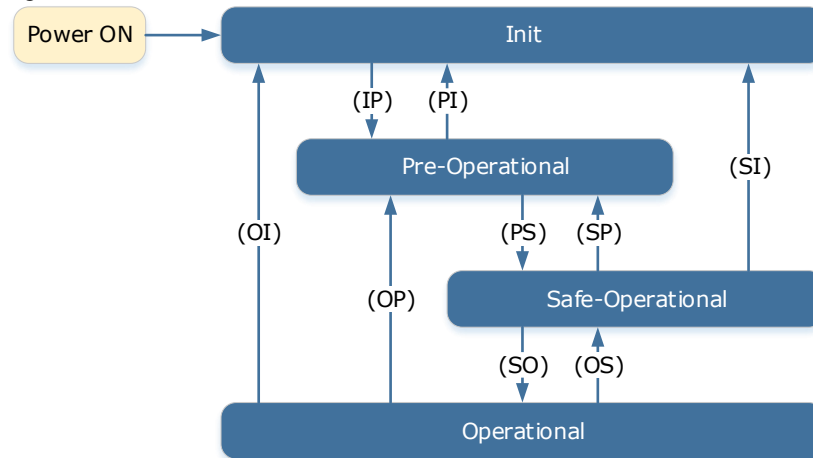 Power ON
Init
(IP)
(PI)
Pre-Operational
(SI)
(OI)
(PS)
(SP)
(OP)
Safe-Operational
(SO)
(OS)
Operational